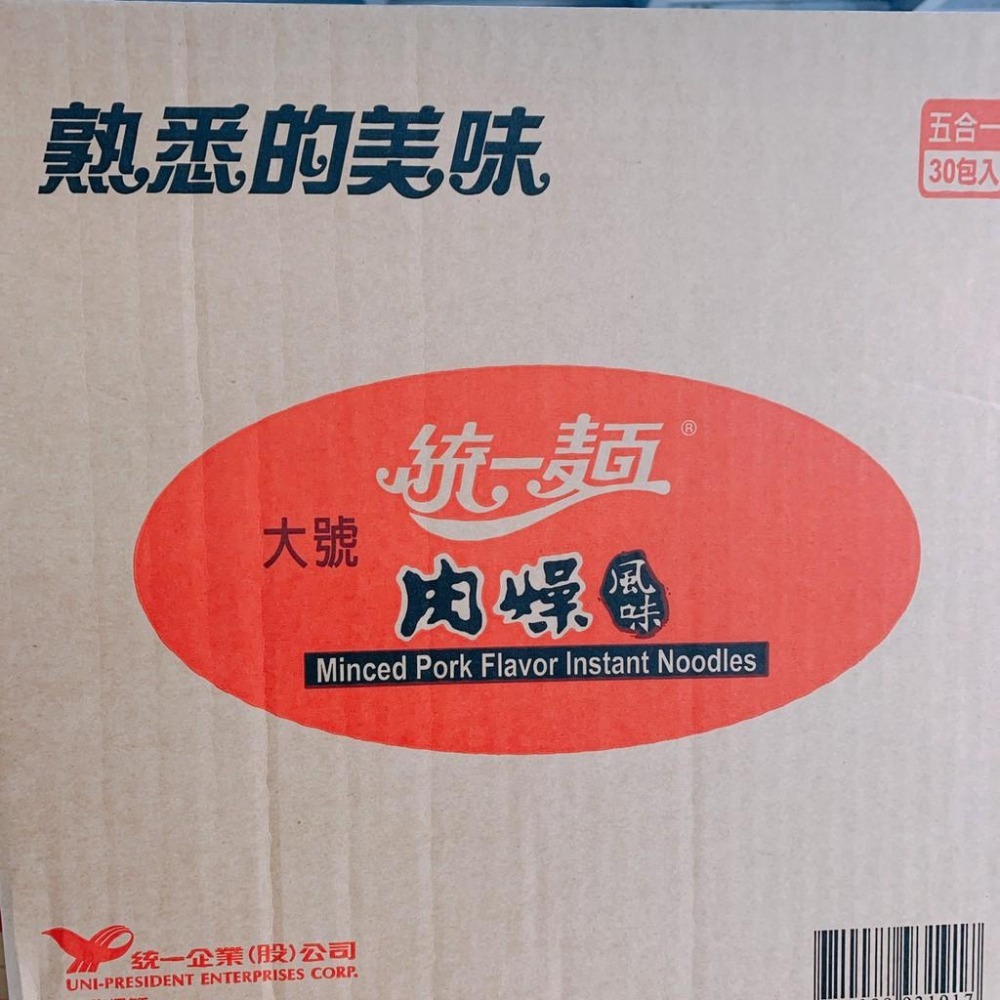 熟悉的美味
五合一
30包入
統一麵®
大號
肉燥風味
Minced Pork Flavor Instant Noodles
統一企業(股)公司
UNI-PRESIDENT ENTERPRISES CORP.